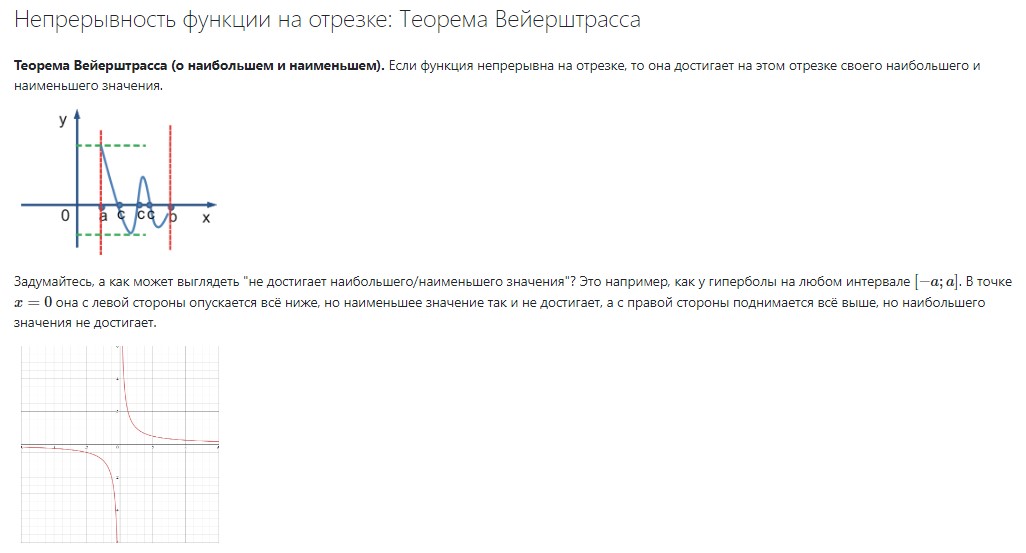 Непрерывность функции на отрезке: Теорема Вейерштрасса
Теорема Вейерштрасса (о наибольшем и наименьшем). Если функция непрерывна на отрезке, то она достигает на этом отрезке своего наибольшего и
наименьшего значения.
y
0 a c c c b x
Задумайтесь, а как может выглядеть "не достигает наибольшего/наименьшего значения"? Это например, как у гиперболы на любом интервале [−a; a]. В точке
x = 0 она с левой стороны опускается всё ниже, но наименьшее значение так и не достигает, а с правой стороны поднимается всё выше, но наибольшего
значения не достигает.